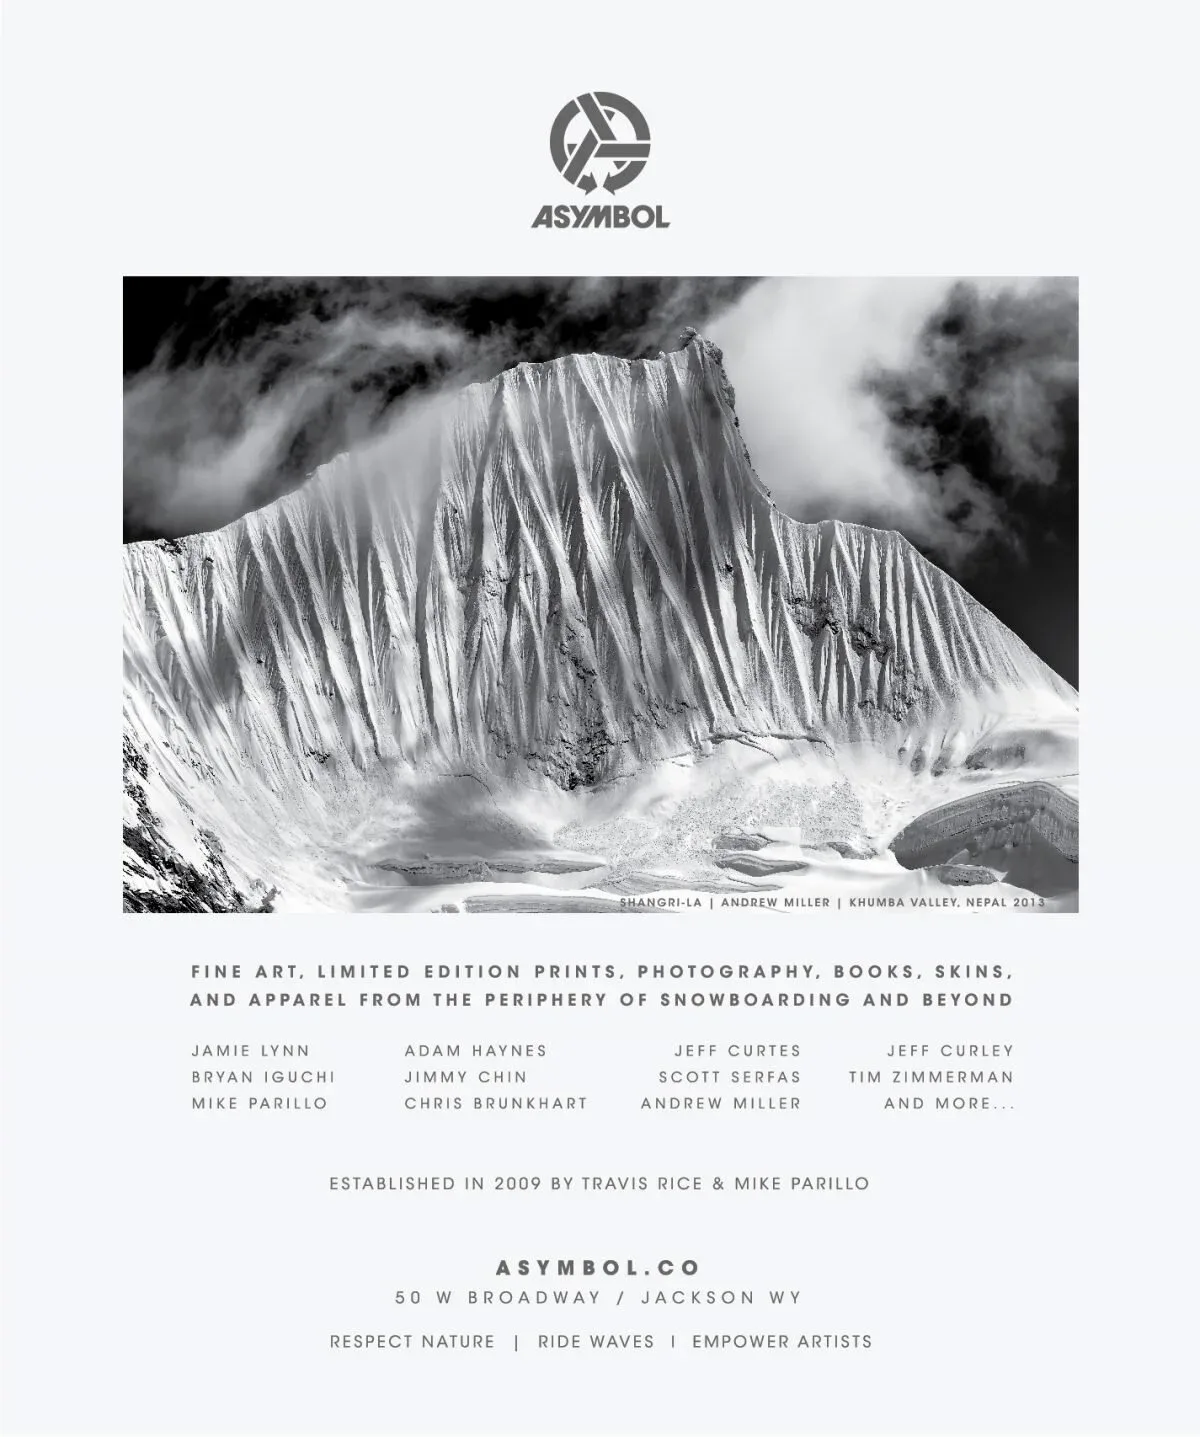 ASYMBOL
SHANGRI-LA | ANDREW MILLER | KHUMBA VALLEY, NEPAL 2013
FINE ART, LIMITED EDITION PRINTS, PHOTOGRAPHY, BOOKS, SKINS,
AND APPAREL FROM THE PERIPHERY OF SNOWBOARDING AND BEYOND
JAMIE LYNN
BRYAN IGUCHI
MIKE PARILLO
ADAM HAYNES
JIMMY CHIN
CHRIS BRUNKHART
JEFF CURTES
SCOTT SERFAS
ANDREW MILLER
JEFF CURLEY
TIM ZIMMERMAN
AND MORE...
ESTABLISHED IN 2009 BY TRAVIS RICE & MIKE PARILLO
ASYMBOL.CO
50 W BROADWAY / JACKSON WY
RESPECT NATURE | RIDE WAVES | EMPOWER ARTISTS